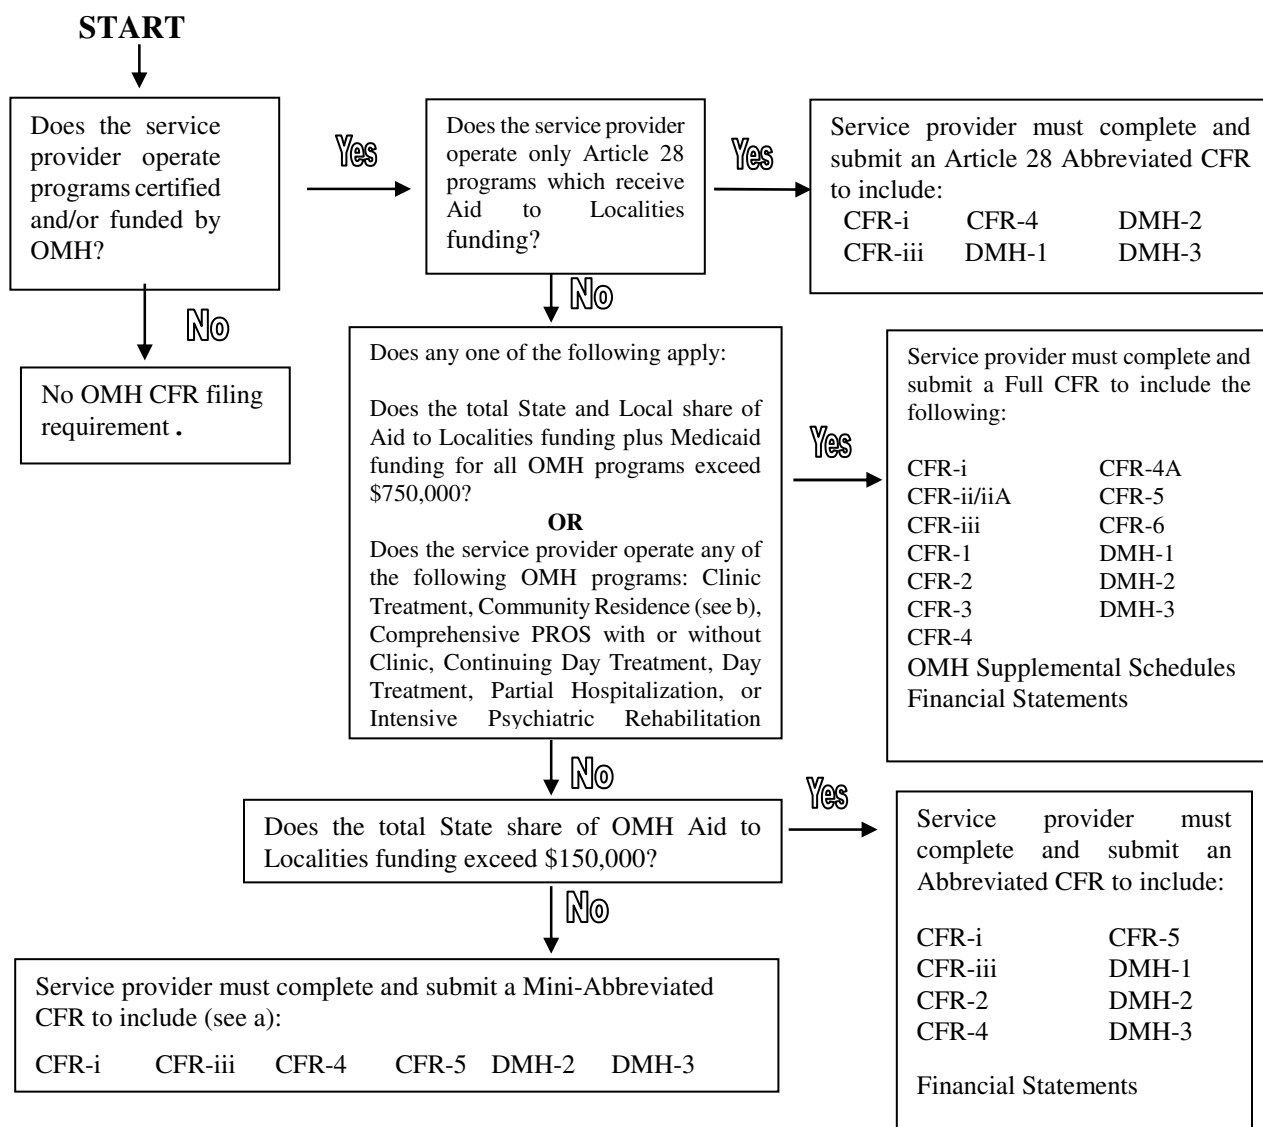 START
Does the service
provider operate
programs certified
and/or funded by
OMH?
Yes
Does the service provider
operate only Article 28
programs which receive
Aid to Localities
funding?
Yes
Service provider must complete and
submit an Article 28 Abbreviated CFR
to include:
CFR-i CFR-4 DMH-2
CFR-iii DMH-1 DMH-3
No
No OMH CFR filing
requirement .
No
Does any one of the following apply:
Does the total State and Local share of
Aid to Localities funding plus Medicaid
funding for all OMH programs exceed
$750,000?
OR
Does the service provider operate any of
the following OMH programs: Clinic
Treatment, Community Residence (see b),
Comprehensive PROS with or without
Clinic, Continuing Day Treatment, Day
Treatment, Partial Hospitalization, or
Intensive Psychiatric Rehabilitation
Yes
Service provider must complete and
submit a Full CFR to include the
following:
CFR-i CFR-4A
CFR-ii/iiA CFR-5
CFR-iii CFR-6
CFR-1 DMH-1
CFR-2 DMH-2
CFR-3 DMH-3
CFR-4
OMH Supplemental Schedules
Financial Statements
No
Does the total State share of OMH Aid to
Localities funding exceed $150,000?
Yes
Service provider must
complete and submit an
Abbreviated CFR to include:
CFR-i CFR-5
CFR-iii DMH-1
CFR-2 DMH-2
CFR-4 DMH-3
Financial Statements
No
Service provider must complete and submit a Mini-Abbreviated
CFR to include (see a):
CFR-i CFR-iii CFR-4 CFR-5 DMH-2 DMH-3